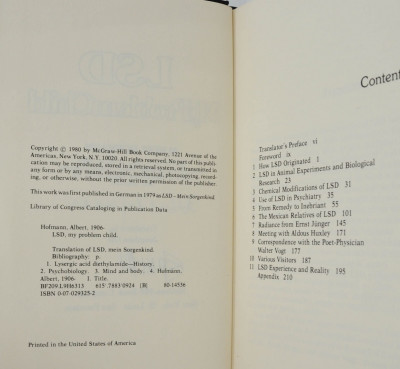 Copyright © 1980 by McGraw-Hill Book Company, 1221 Avenue of the
Americas, New York, N.Y. 10020. All rights reserved. No part of this publi-
cation may be reproduced, stored in a retrieval system, or transmitted
in any form or by any means, electronic, mechanical, photocopying, record-
ing, or otherwise, without the prior written permission of the publisher.
This work was first published in German in 1979 as LSD – Mein Sorgenkind.
Library of Congress Cataloging in Publication Data
Hofmann, Albert, 1906-
LSD, my problem child.
Translation of LSD, mein Sorgenkind.
Bibliography: p.
1. Lysergic acid diethylamide—History.
2. Psychobiology. 3. Mind and body. 4. Hofmann,
Albert, 1906- I. Title.
BF209.L9H6313 615'.7883'0924 80-14536
ISBN 0-07-029325-2
Printed in the United States of America
Content
Translator's Preface vi
Foreword ix
1 How LSD Originated 1
2 LSD in Animal Experiments and Biological
Research 23
3 Chemical Modifications of LSD 31
4 Use of LSD in Psychiatry 35
5 From Remedy to Inebriant 55
6 The Mexican Relatives of LSD 101
7 Radiance from Ernst Jünger 145
8 Meeting with Aldous Huxley 171
9 Correspondence with the Poet-Physician
Walter Vogt 177
10 Various Visitors 187
11 LSD Experience and Reality 195
Appendix 210